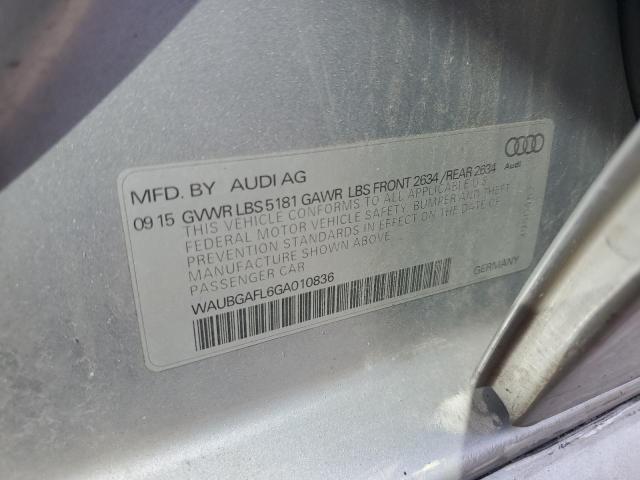 MFD. BY AUDI AG
Audi
09 15 GVWR LBS 5181 GAWR LBS FRONT 2634 / REAR 2634
THIS VEHICLE CONFORMS TO ALL APPLICABLE U.S.
FEDERAL MOTOR VEHICLE SAFETY, BUMPER AND THEFT
PREVENTION STANDARDS IN EFFECT ON THE DATE OF
MANUFACTURE SHOWN ABOVE.
PASSENGER CAR
GERMANY
WAUBGAFL6GA010836